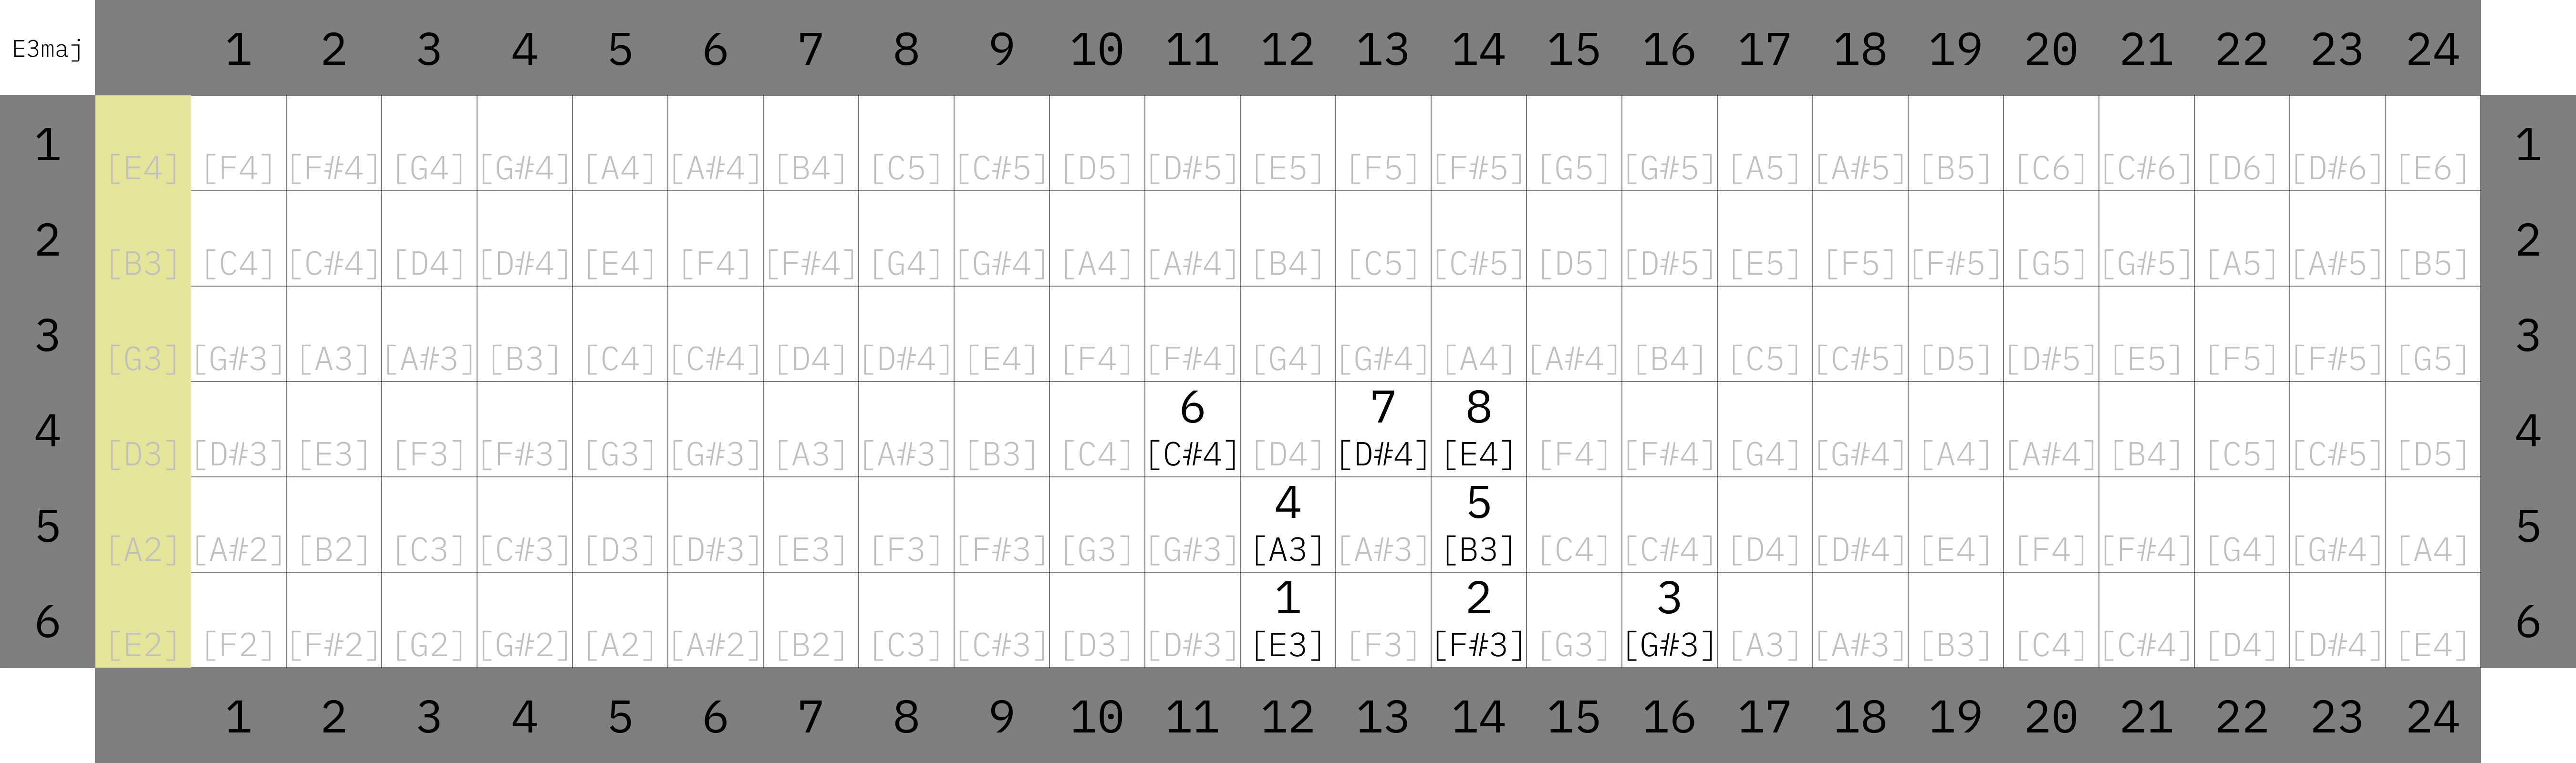 E3maj 1 2 3 4 5 6 7 8 9 10 11 12 13 14 15 16 17 18 19 20 21 22 23 24
1 [E4] [F4] [F#4] [G4] [G#4] [A4] [A#4] [B4] [C5] [C#5] [D5] [D#5] [E5] [F5] [F#5] [G5] [G#5] [A5] [A#5] [B5] [C6] [C#6] [D6] [D#6] [E6] 1
2 [B3] [C4] [C#4] [D4] [D#4] [E4] [F4] [F#4] [G4] [G#4] [A4] [A#4] [B4] [C5] [C#5] [D5] [D#5] [E5] [F5] [F#5] [G5] [G#5] [A5] [A#5] [B5] 2
3 [G3] [G#3] [A3] [A#3] [B3] [C4] [C#4] [D4] [D#4] [E4] [F4] [F#4] [G4] [G#4] [A4] [A#4] [B4] [C5] [C#5] [D5] [D#5] [E5] [F5] [F#5] [G5] 3
6 7 8
4 [D3] [D#3] [E3] [F3] [F#3] [G3] [G#3] [A3] [A#3] [B3] [C4] [C#4] [D4] [D#4] [E4] [F4] [F#4] [G4] [G#4] [A4] [A#4] [B4] [C5] [C#5] [D5] 4
4 5
5 [A2] [A#2] [B2] [C3] [C#3] [D3] [D#3] [E3] [F3] [F#3] [G3] [G#3] [A3] [A#3] [B3] [C4] [C#4] [D4] [D#4] [E4] [F4] [F#4] [G4] [G#4] [A4] 5
1 2 3
6 [E2] [F2] [F#2] [G2] [G#2] [A2] [A#2] [B2] [C3] [C#3] [D3] [D#3] [E3] [F3] [F#3] [G3] [G#3] [A3] [A#3] [B3] [C4] [C#4] [D4] [D#4] [E4] 6
1 2 3 4 5 6 7 8 9 10 11 12 13 14 15 16 17 18 19 20 21 22 23 24